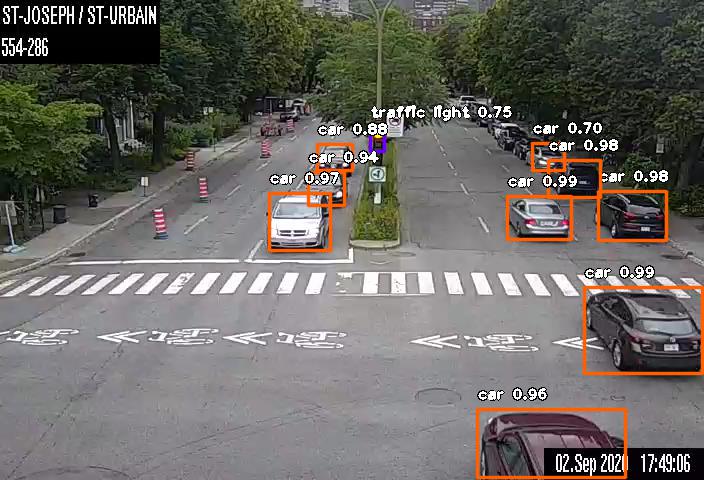 ST-JOSEPH / ST-URBAIN
554-286
traffic light 0.75
car 0.88
car 0.70
car 0.98
car 0.94
car 0.97
car 0.99
car 0.98
car 0.99
car 0.96
02.Sep 2020 17:49:06